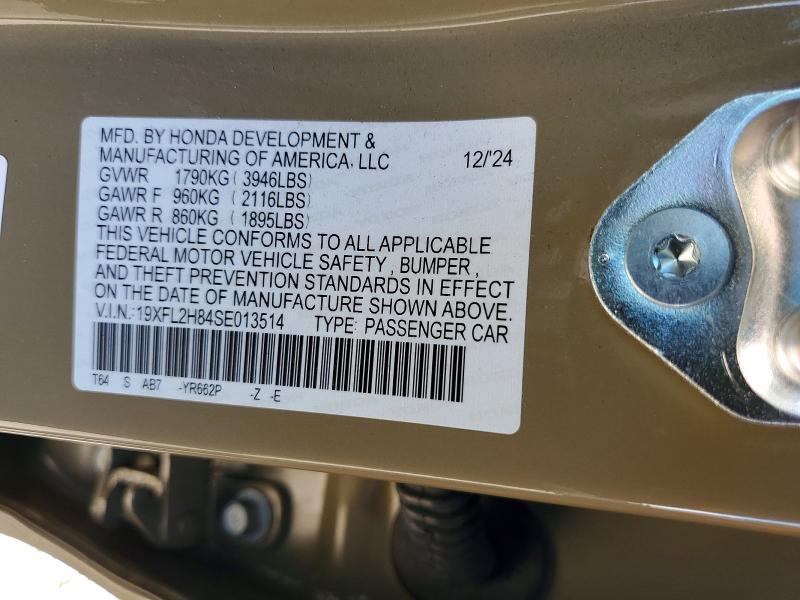 MFD. BY HONDA DEVELOPMENT &
MANUFACTURING OF AMERICA, LLC 12/'24
GVWR 1790KG ( 3946LBS)
GAWR F 960KG ( 2116LBS)
GAWR R 860KG ( 1895LBS)
THIS VEHICLE CONFORMS TO ALL APPLICABLE
FEDERAL MOTOR VEHICLE SAFETY , BUMPER ,
AND THEFT PREVENTION STANDARDS IN EFFECT
ON THE DATE OF MANUFACTURE SHOWN ABOVE.
V.I.N.:19XFL2H84SE013514 TYPE: PASSENGER CAR
T64 S AB7 -YR662P -Z -E